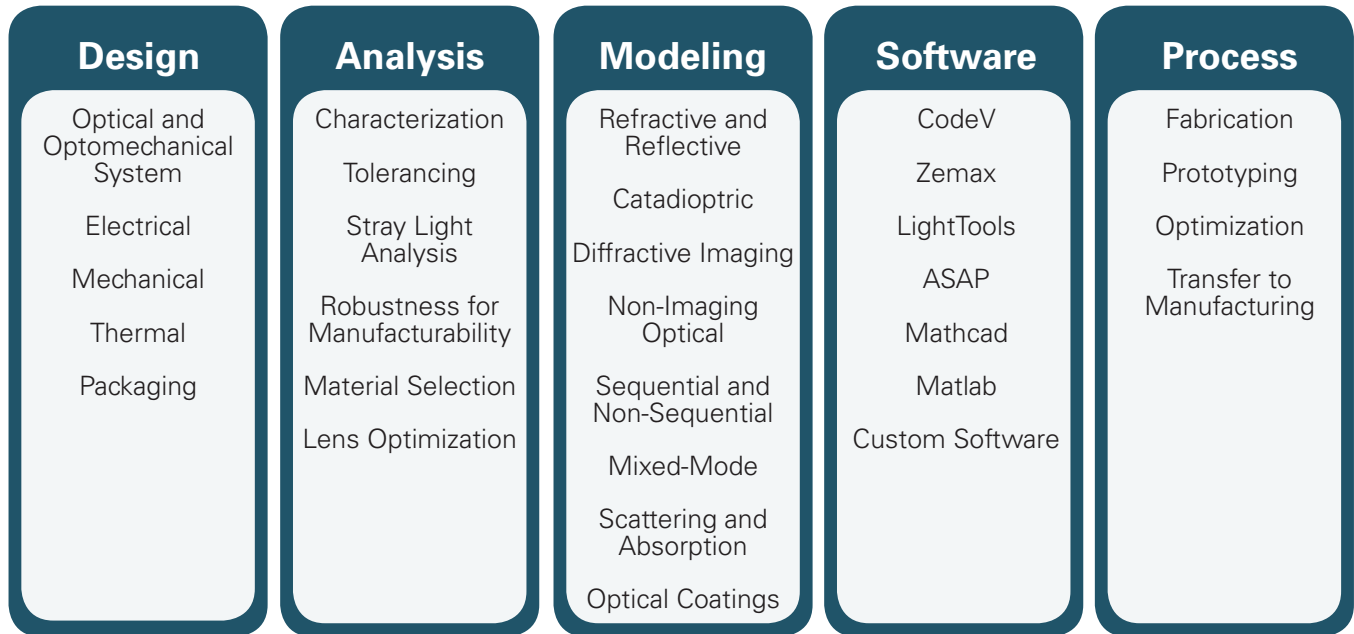 Design
Optical and
Optomechanical
System
Electrical
Mechanical
Thermal
Packaging
Analysis
Characterization
Tolerancing
Stray Light
Analysis
Robustness for
Manufacturability
Material Selection
Lens Optimization
Modeling
Refractive and
Reflective
Catadioptric
Diffractive Imaging
Non-Imaging
Optical
Sequential and
Non-Sequential
Mixed-Mode
Scattering and
Absorption
Optical Coatings
Software
CodeV
Zemax
LightTools
ASAP
Mathcad
Matlab
Custom Software
Process
Fabrication
Prototyping
Optimization
Transfer to
Manufacturing